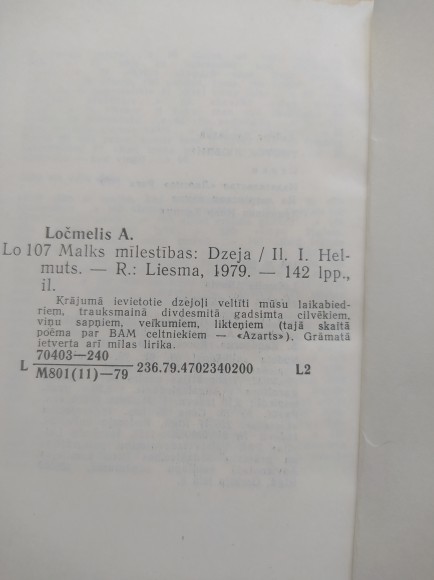 Ločmelis A.
Lo 107 Malks mīlestības: Dzeja / Il. I. Hel-
muts. — R.: Liesma, 1979. — 142 lpp.,
il.
Krājumā ievietotie dzejoļi veltīti mūsu laikabied-
riem, trauksmainā divdesmitā gadsimta cilvēkiem,
viņu sapņiem, veikumiem, likteņiem (tajā skaitā
poēma par BAM celtniekiem — «Azarts»). Grāmatā
ietverta arī mīlas lirika.
70403—240
L M801(11)—79 236.79.4702340200 L2